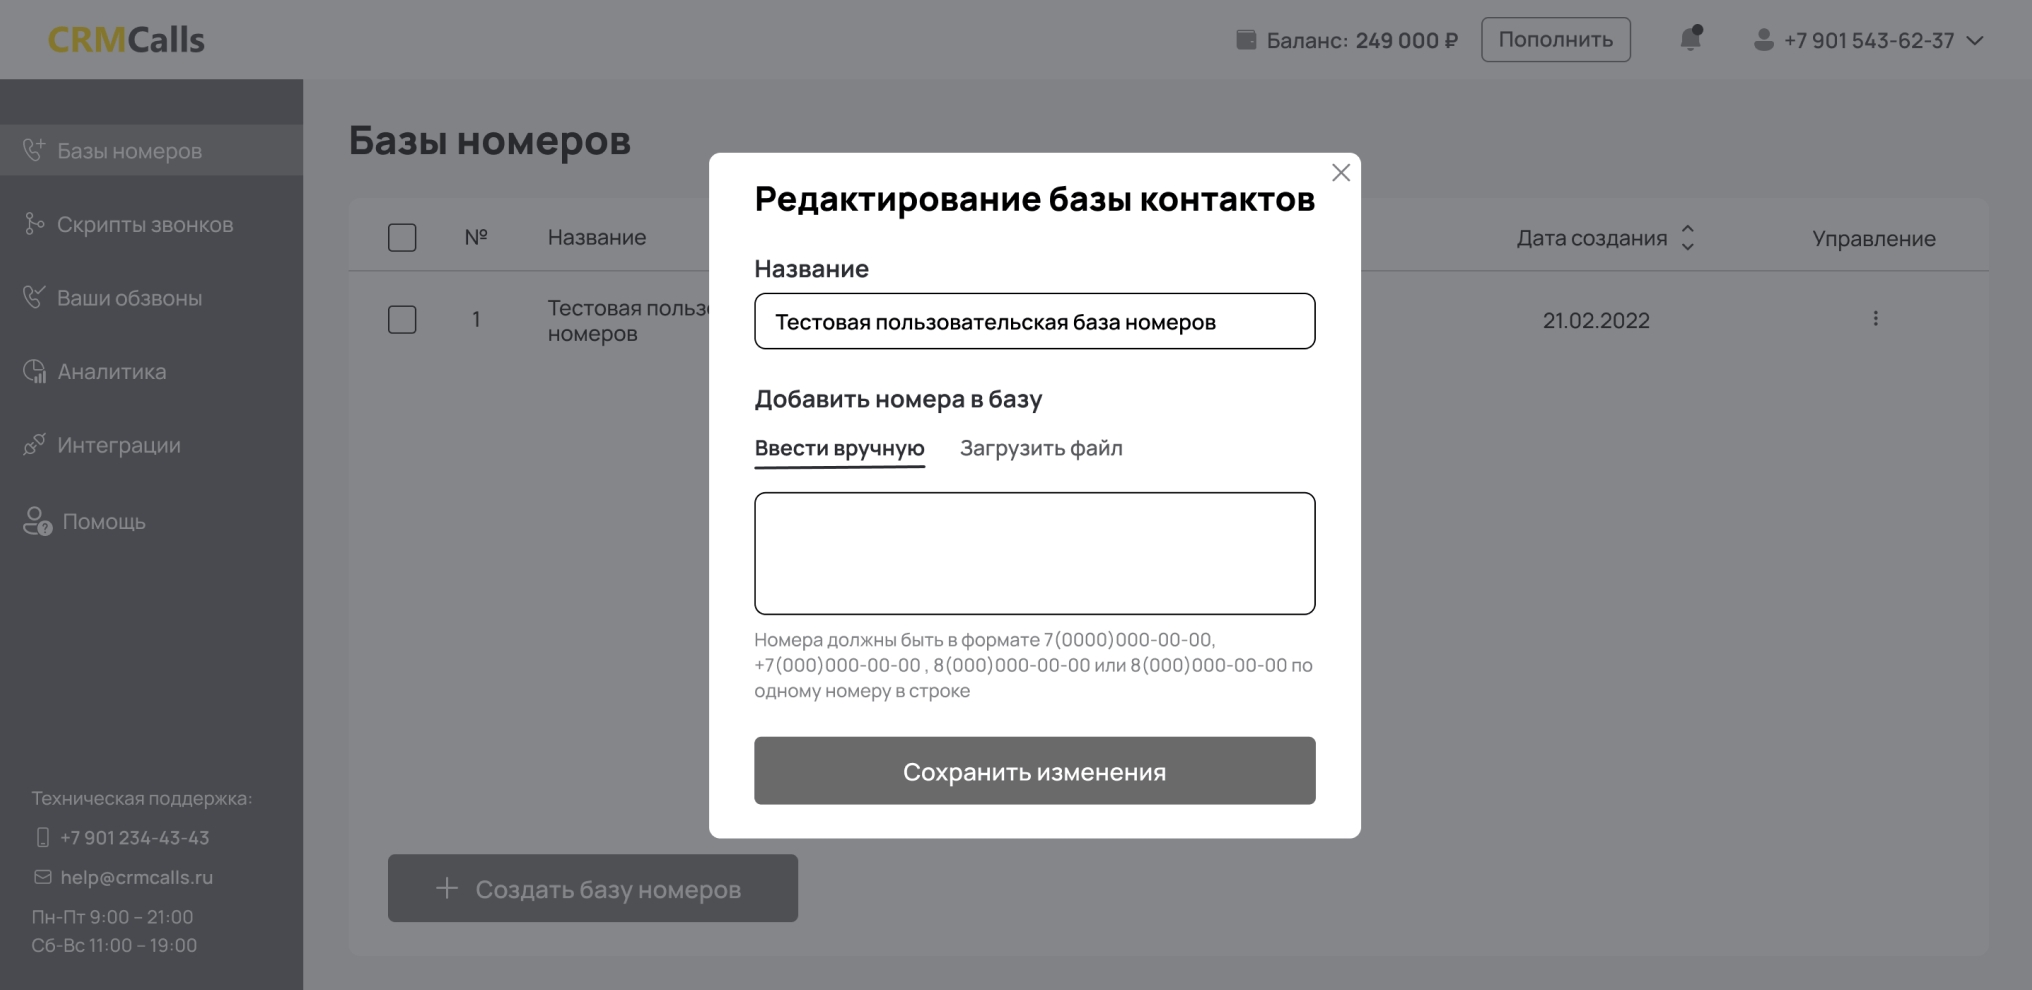 CRMCalls
Баланс: 249 000 ₽
Пополнить
+7 901 543-62-37
Базы номеров
Скрипты звонков
Ваши обзвоны
Аналитика
Интеграции
Помощь
Техническая поддержка:
+7 901 234-43-43
help@crmcalls.ru
Пн-Пт 9:00 – 21:00
Сб-Вс 11:00 – 19:00
Базы номеров
№
Название
Дата создания
Управление
1
Тестовая польз
номеров
21.02.2022
Создать базу номеров
Редактирование базы контактов
Название
Тестовая пользовательская база номеров
Добавить номера в базу
Ввести вручную
Загрузить файл
Номера должны быть в формате 7(0000)000-00-00,
+7(000)000-00-00 , 8(000)000-00-00 или 8(000)000-00-00 по
одному номеру в строке
Сохранить изменения